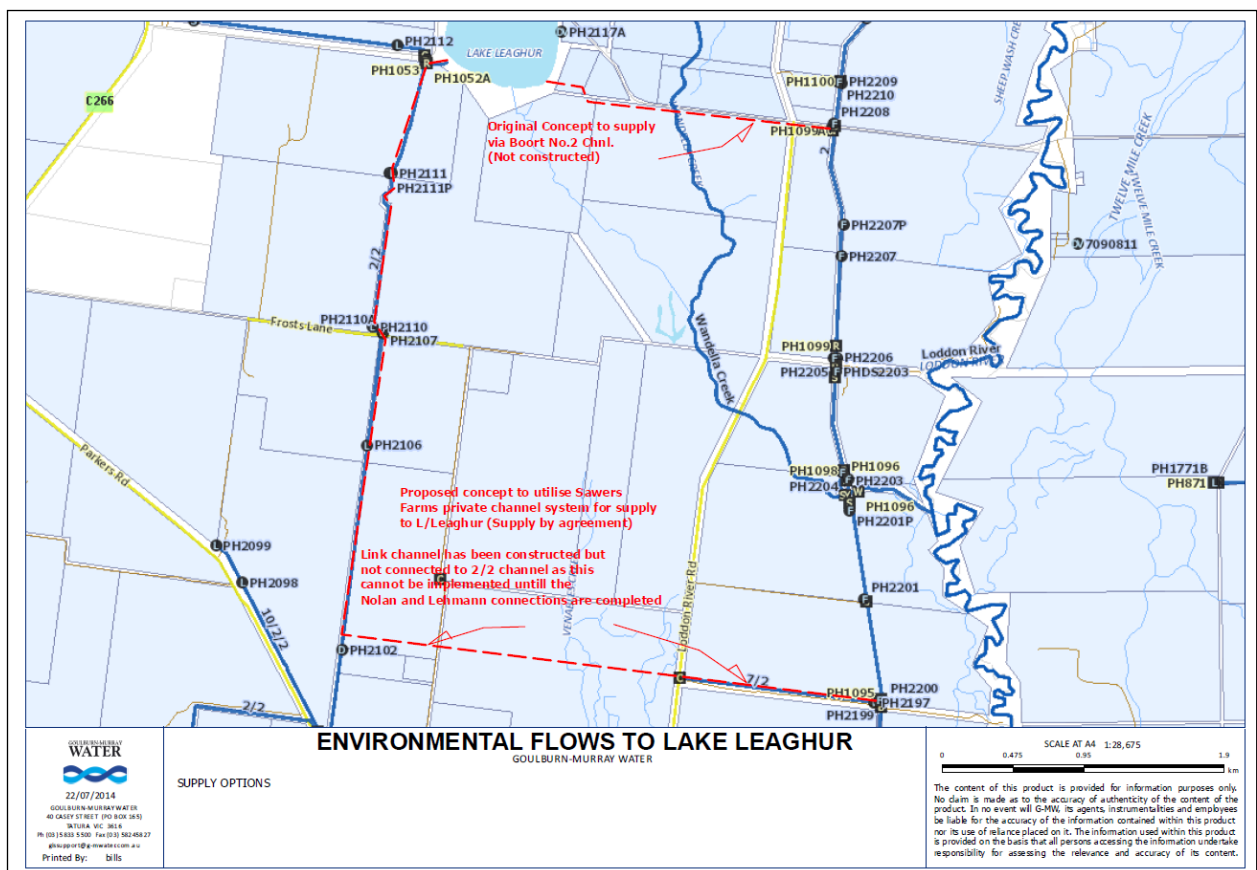 PH2112
LAKE LEAGHUR
PH2117A
PH1053
PH1052A
C266
PH1100
PH2209
PH2210
PH2208
PH1099A
SHEEP WASH CRE
Original Concept to supply
via Boort No.2 Chnl.
(Not constructed)
2
TWELVE MILE CREEK
TWELVE MILE CREEK
PH2111
PH2111P
PH2207P
PH2207
7090811
2/2
PH2110A
PH2110
Frosts Lane
PH2107
Wandella Creek
PH1099
PH2206
PH2205
PHDS2203
Loddon River
LODDON RIVER
PH2106
Parkers Rd
PH1098
PH1096
PH2203
PH2204
PH1096
PH2201P
PH1771B
PH871
Proposed concept to utilise Sawers
Farms private channel system for supply
to L/Leaghur (Supply by agreement)
Link channel has been constructed but
not connected to 2/2 channel as this
cannot be implemented untill the
Nolan and Lehmann connections are completed
PH2099
PH2098
10/2/2
PH2201
Loddon River Rd
PH2102
7/2
PH1095
PH2200
PH2197
PH2199
2/2
ENVIRONMENTAL FLOWS TO LAKE LEAGHUR
GOULBURN-MURRAY WATER
GOULBURN-MURRAY
WATER
22/07/2014
GOULBURN-MURRAY WATER
40 CASEY STREET (PO BOX 165)
TATURA VIC 3616
Ph (03) 5833 5500 Fax (03) 58245827
gissupport@g-mwater.com.au
Printed By: bills
SUPPLY OPTIONS
SCALE AT A4 1:28,675
0 0.475 0.95 1.9
km
The content of this product is provided for information purposes only.
No claim is made as to the accuracy of authenticity of the content of the
product. In no event will G-MW, its agents, instrumentalities and employees
be liable for the accuracy of the information contained within this product
nor its use of reliance placed on it. The information used within this product
is provided on the basis that all persons accessing the information undertake
responsibility for assessing the relevance and accuracy of its content.